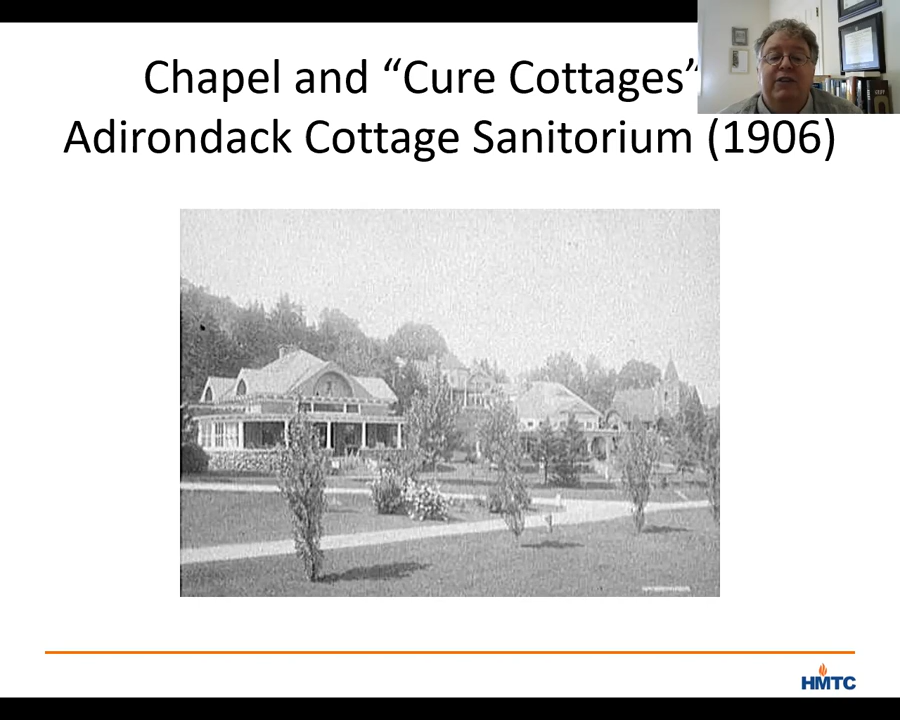 Chapel and “Cure Cottages”
Adirondack Cottage Sanitorium (1906)
HMTC